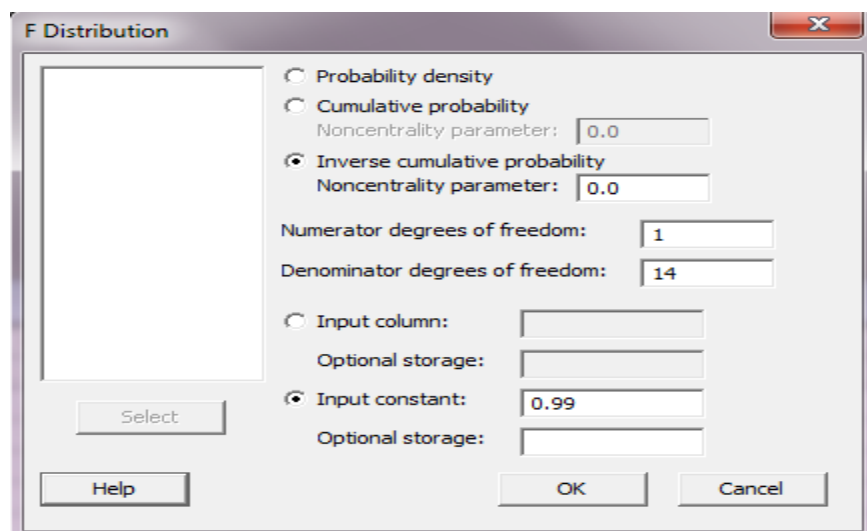 F Distribution
Probability density
Cumulative probability
Noncentrality parameter: 0.0
Inverse cumulative probability
Noncentrality parameter: 0.0
Numerator degrees of freedom: 1
Denominator degrees of freedom: 14
Input column:
Optional storage:
Input constant: 0.99
Optional storage:
Select
Help
OK
Cancel